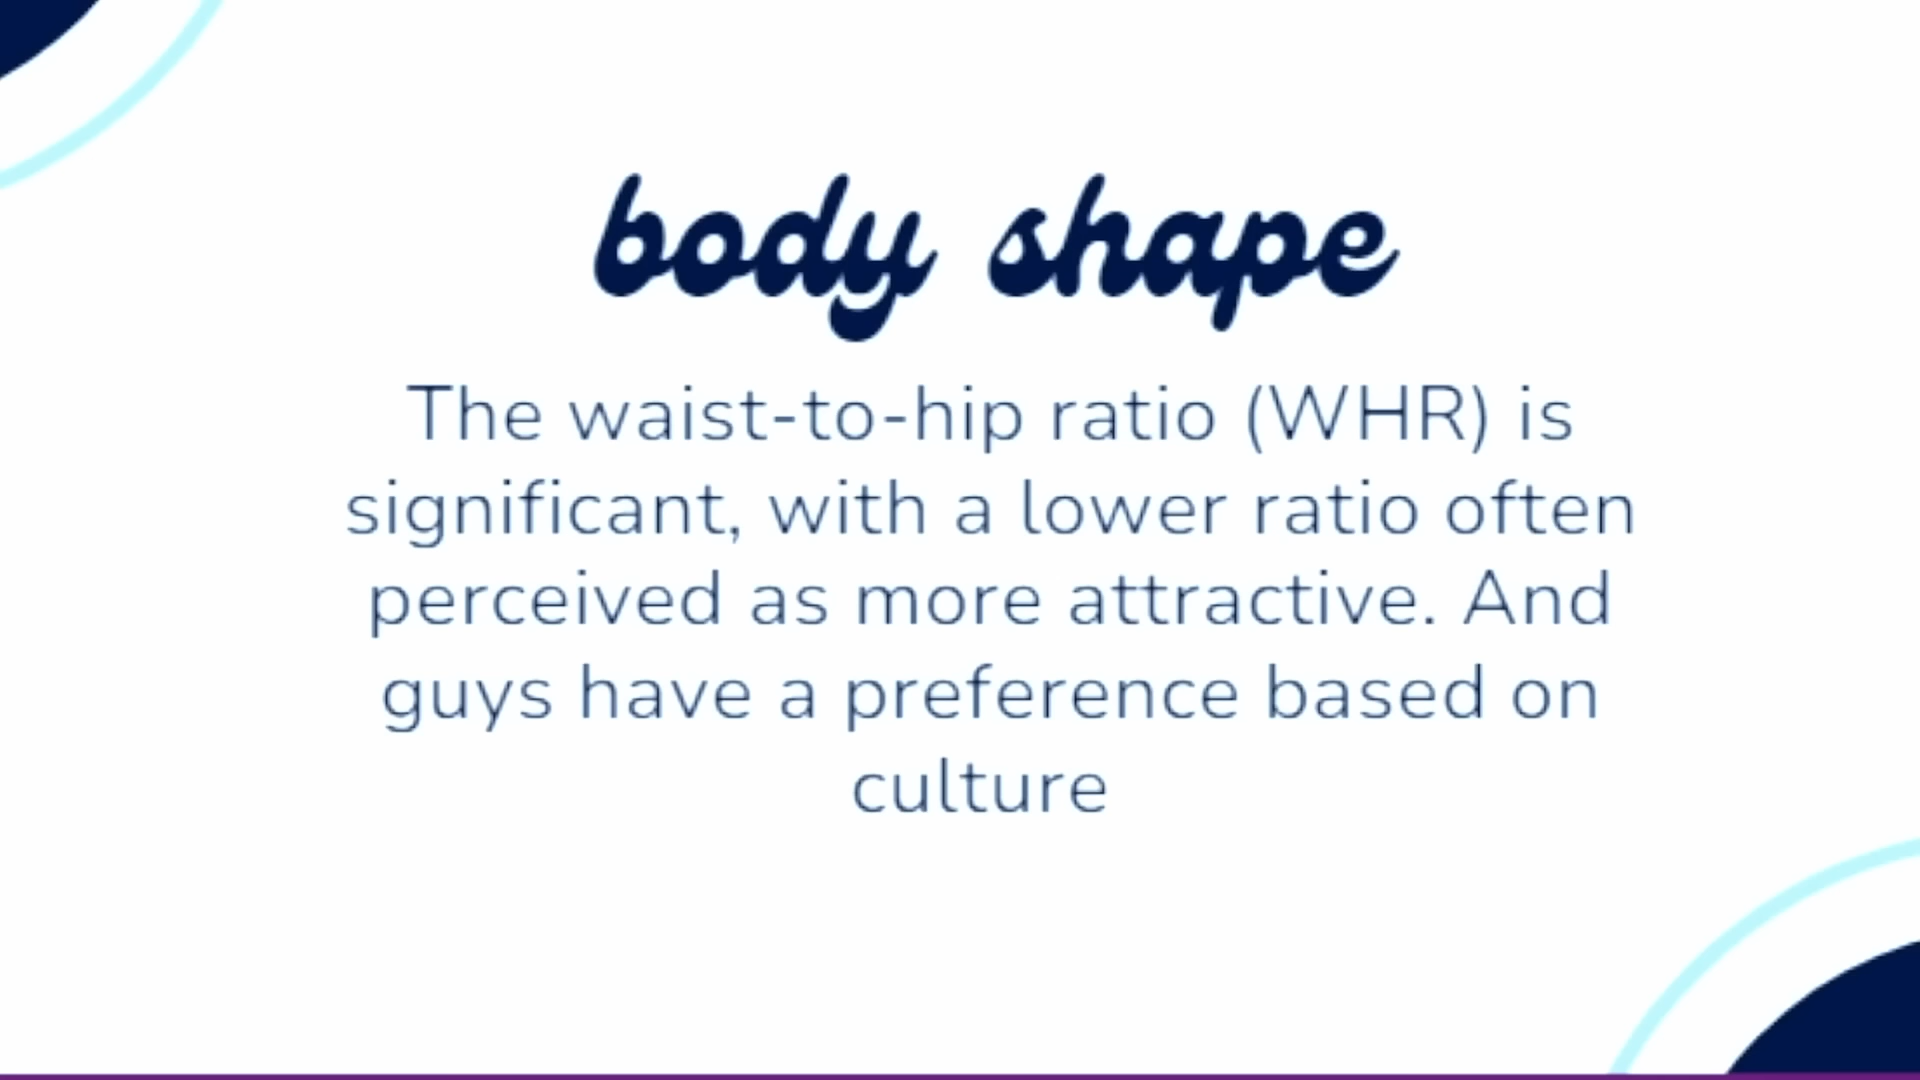 body shape
The waist-to-hip ratio (WHR) is
significant, with a lower ratio often
perceived as more attractive. And
guys have a preference based on
culture